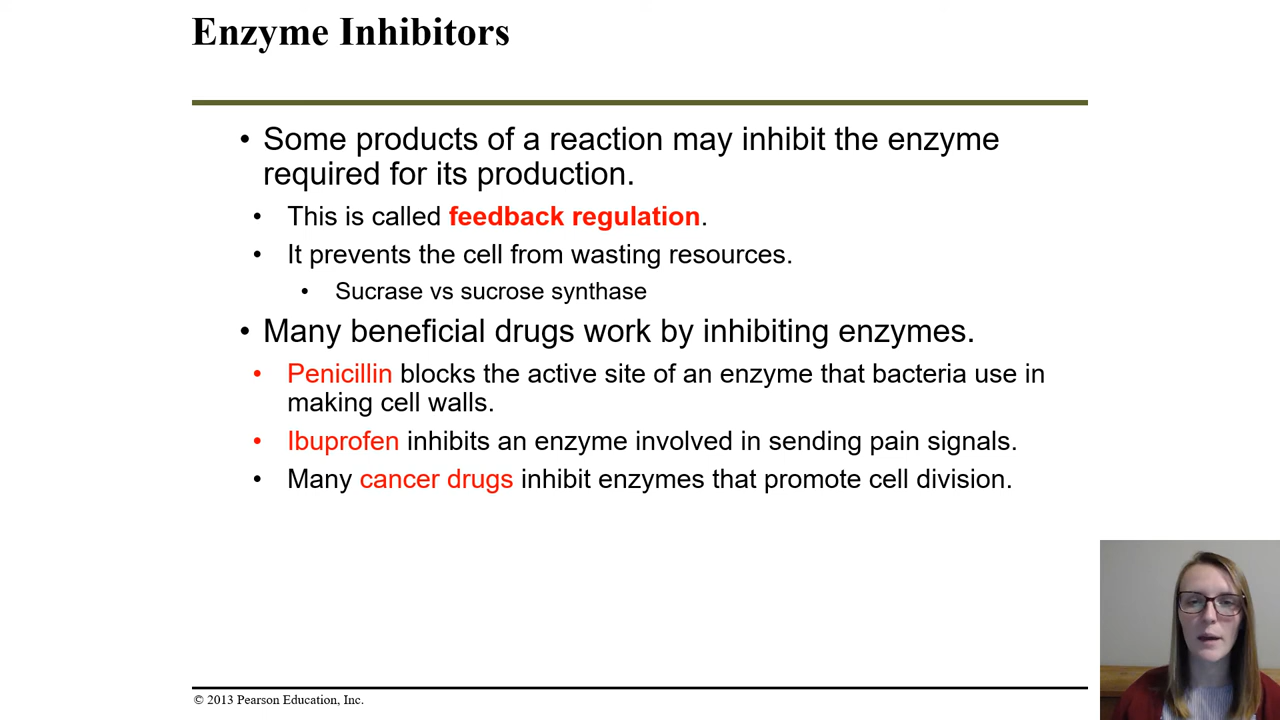 Enzyme Inhibitors
• Some products of a reaction may inhibit the enzyme
required for its production.
• This is called feedback regulation.
• It prevents the cell from wasting resources.
• Sucrase vs sucrose synthase
• Many beneficial drugs work by inhibiting enzymes.
• Penicillin blocks the active site of an enzyme that bacteria use in
making cell walls.
• Ibuprofen inhibits an enzyme involved in sending pain signals.
• Many cancer drugs inhibit enzymes that promote cell division.
© 2013 Pearson Education, Inc.